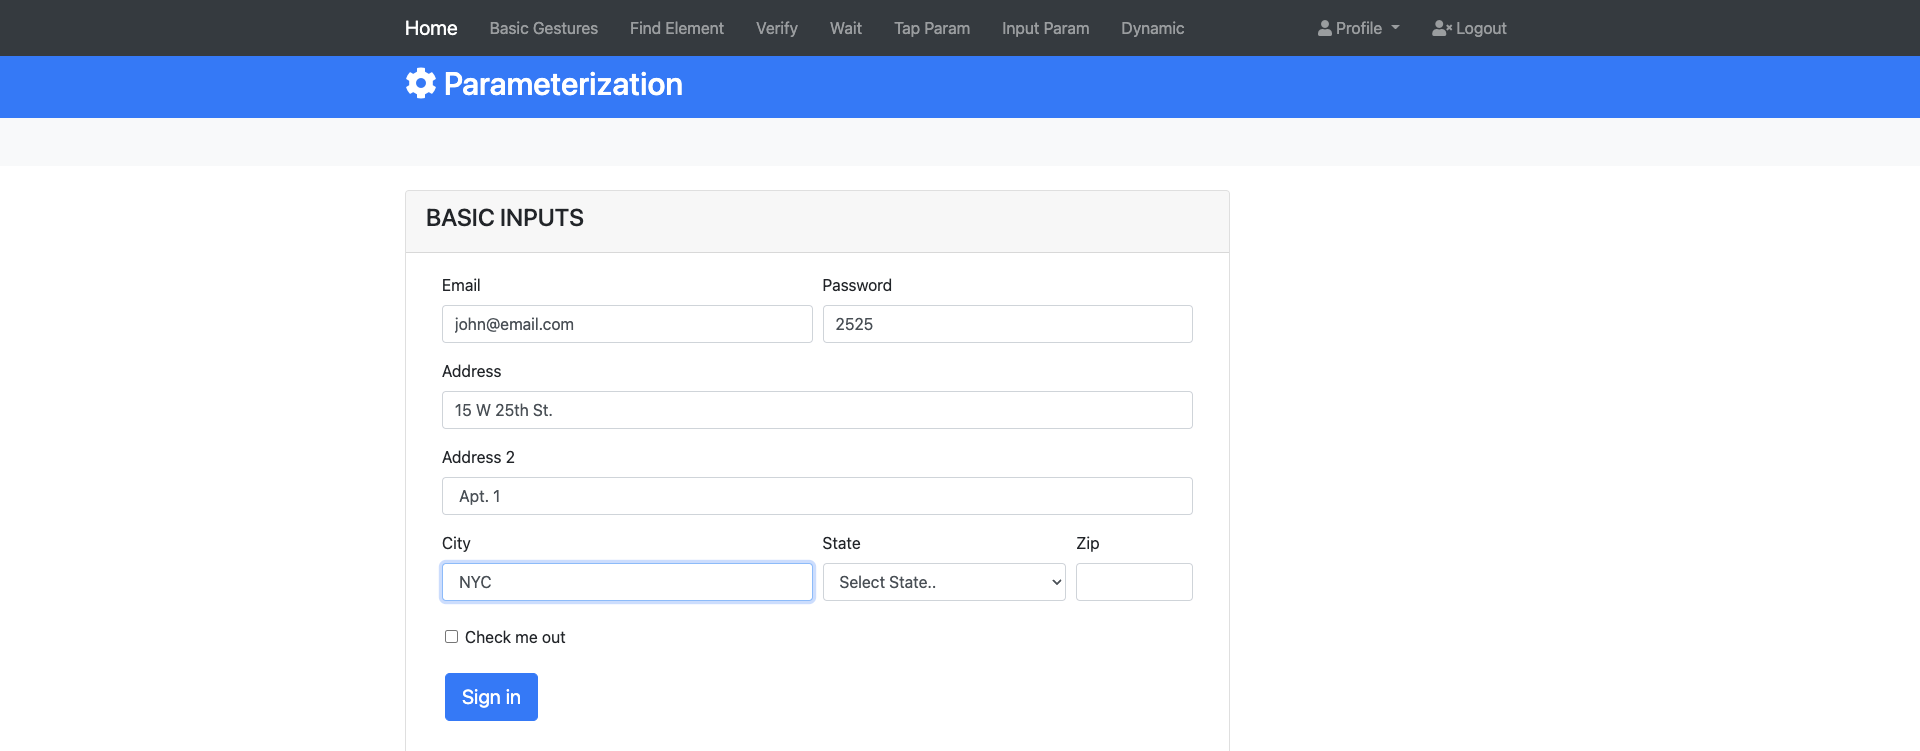 Home Basic Gestures Find Element Verify Wait Tap Param Input Param Dynamic Profile Logout
Parameterization
BASIC INPUTS
Email Password
john@email.com 2525
Address
15 W 25th St.
Address 2
Apt. 1
City State Zip
NYC Select State..
Check me out
Sign in